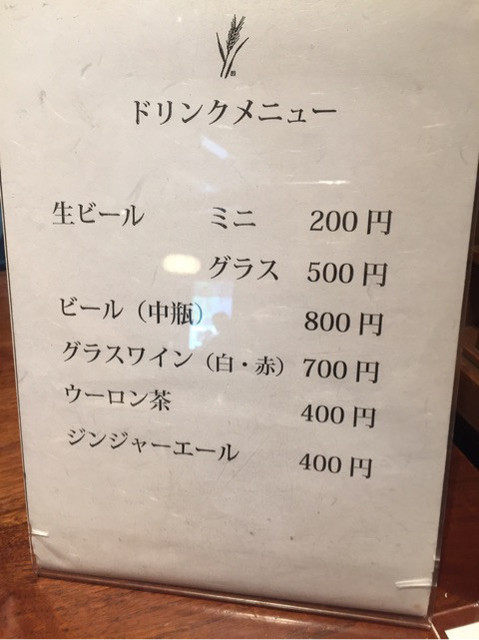 ドリンクメニュー
生ビール ミニ 200円
グラス 500円
ビール（中瓶） 800円
グラスワイン（白・赤） 700円
ウーロン茶 400円
ジンジャーエール 400円